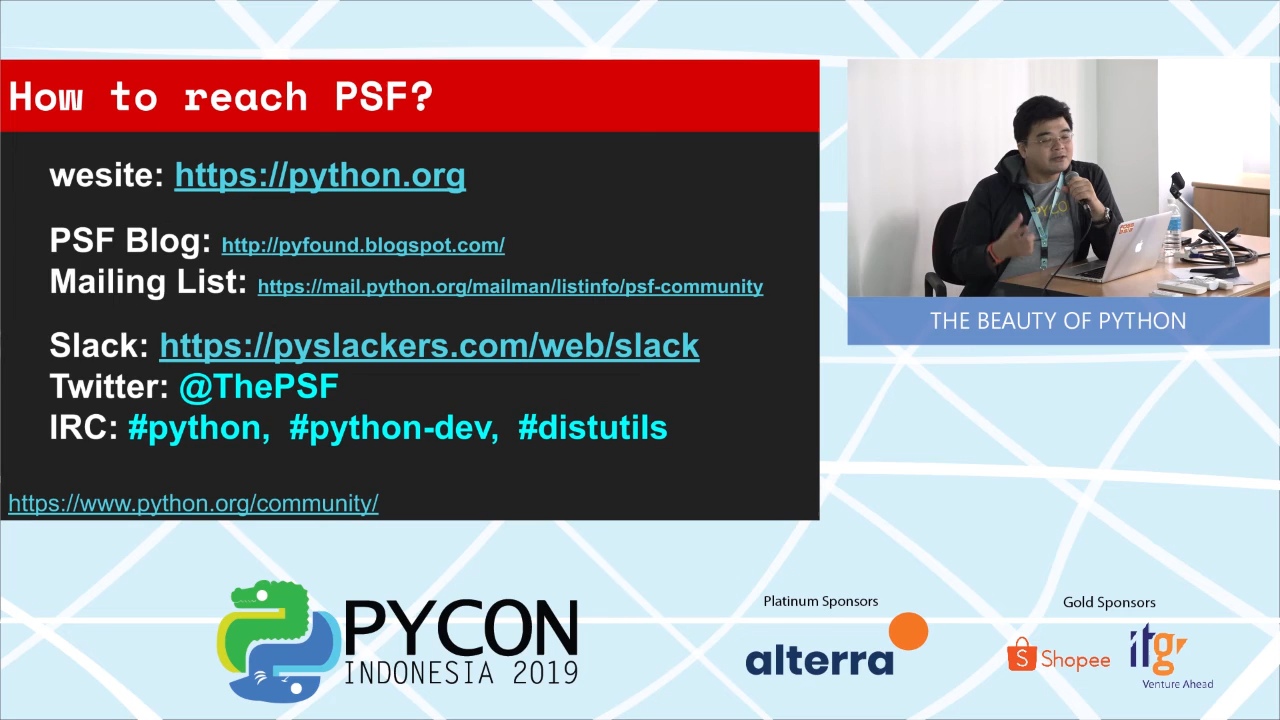 How to reach PSF?
wesite: https://python.org
PSF Blog: http://pyfound.blogspot.com/
Mailing List: https://mail.python.org/mailman/listinfo/psf-community
Slack: https://pyslackers.com/web/slack
Twitter: @ThePSF
IRC: #python, #python-dev, #distutils
https://www.python.org/community/
PYCON
THE BEAUTY OF PYTHON
PYCON
INDONESIA 2019
Platinum Sponsors
alterra
Gold Sponsors
Shopee
itg
Venture Ahead